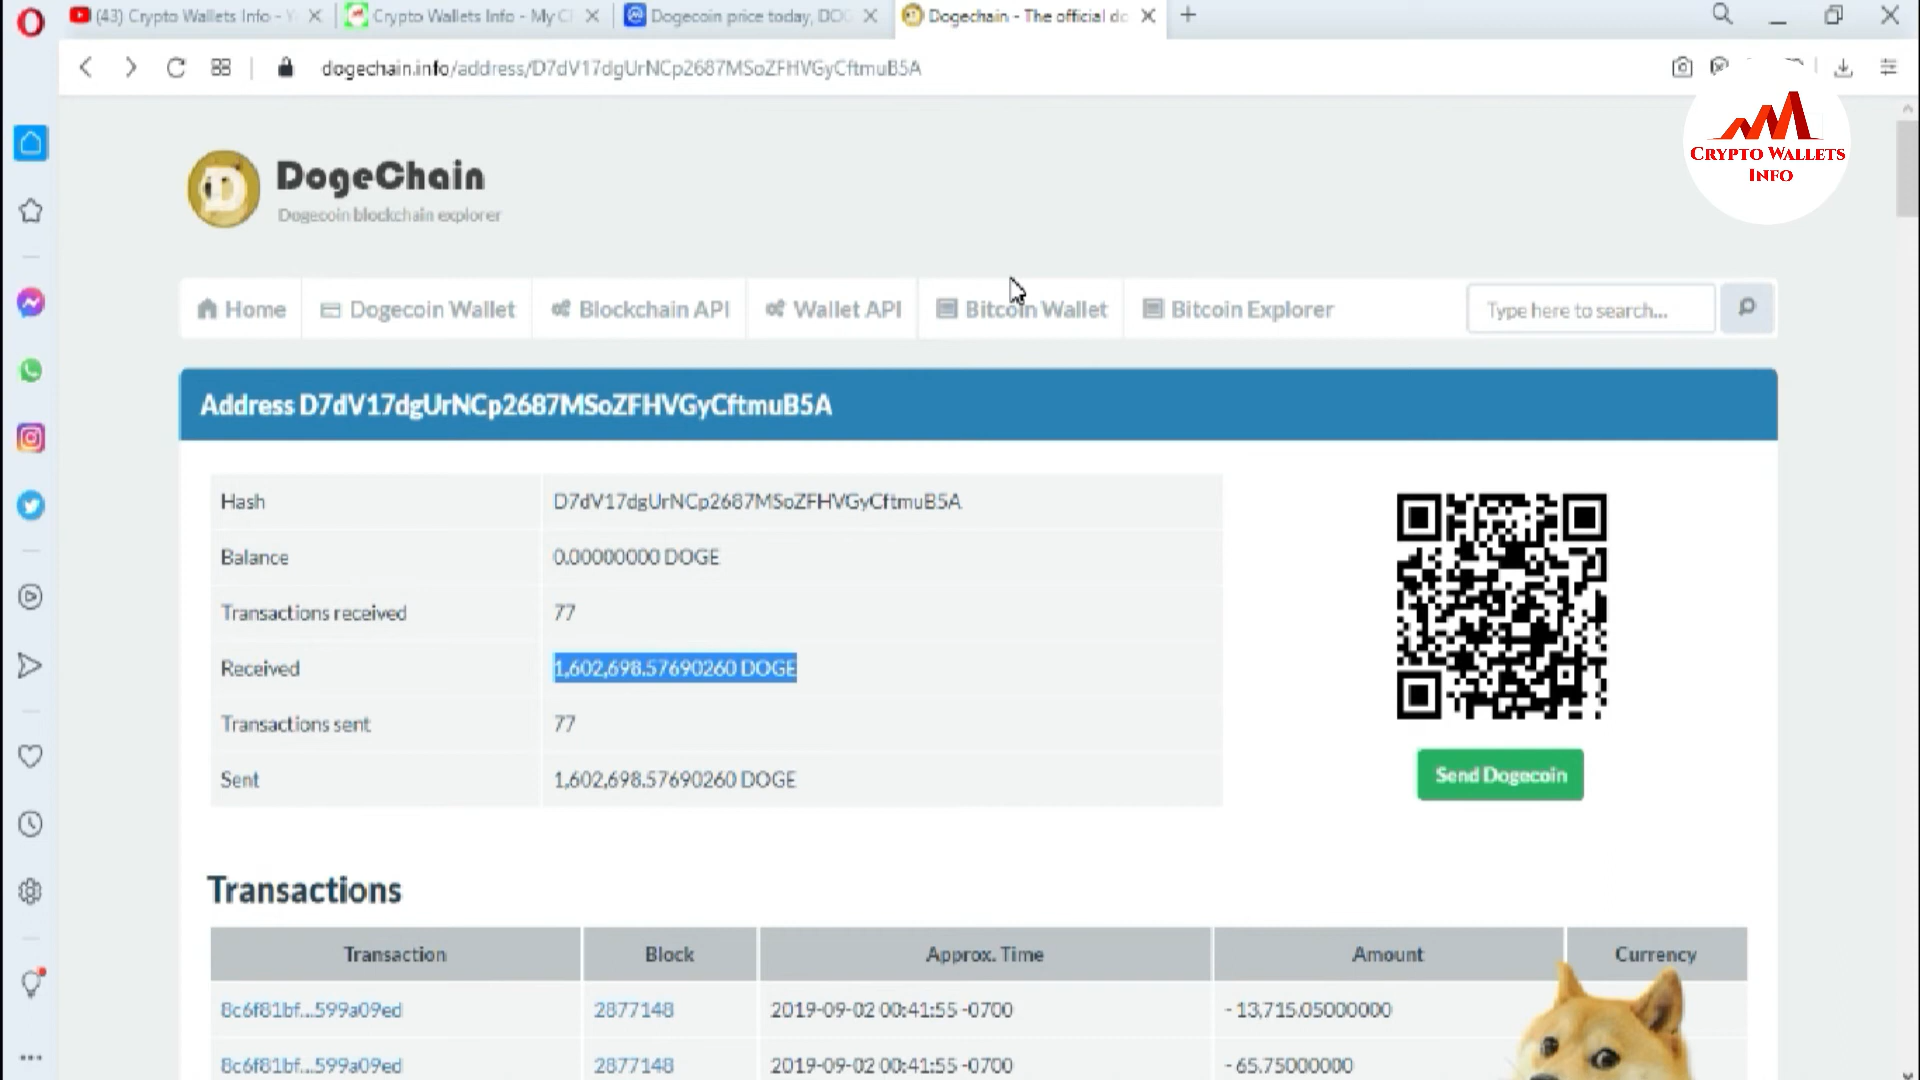 (43) Crypto Wallets Info - Y
Crypto Wallets Info - My C
Dogecoin price today, DO
Dogechain - The official do
dogechain.info/address/D7dV17dgUrNCp2687MSoZFHVGyCftmuB5A
CRYPTO WALLETS
INFO
DogeChain
Dogecoin blockchain explorer
Home
Dogecoin Wallet
Blockchain API
Wallet API
Bitcoin Wallet
Bitcoin Explorer
Type here to search...
Address D7dV17dgUrNCp2687MSoZFHVGyCftmuB5A
Hash D7dV17dgUrNCp2687MSoZFHVGyCftmuB5A
Balance 0.00000000 DOGE
Transactions received 77
Received 1,602,698.57690260 DOGE
Transactions sent 77
Sent 1,602,698.57690260 DOGE
Send Dogecoin
Transactions
Transaction Block Approx. Time Amount Currency
8c6f81bf...599a09ed 2877148 2019-09-02 00:41:55 -0700 - 13,715.05000000
8c6f81bf...599a09ed 2877148 2019-09-02 00:41:55 -0700 - 65.75000000